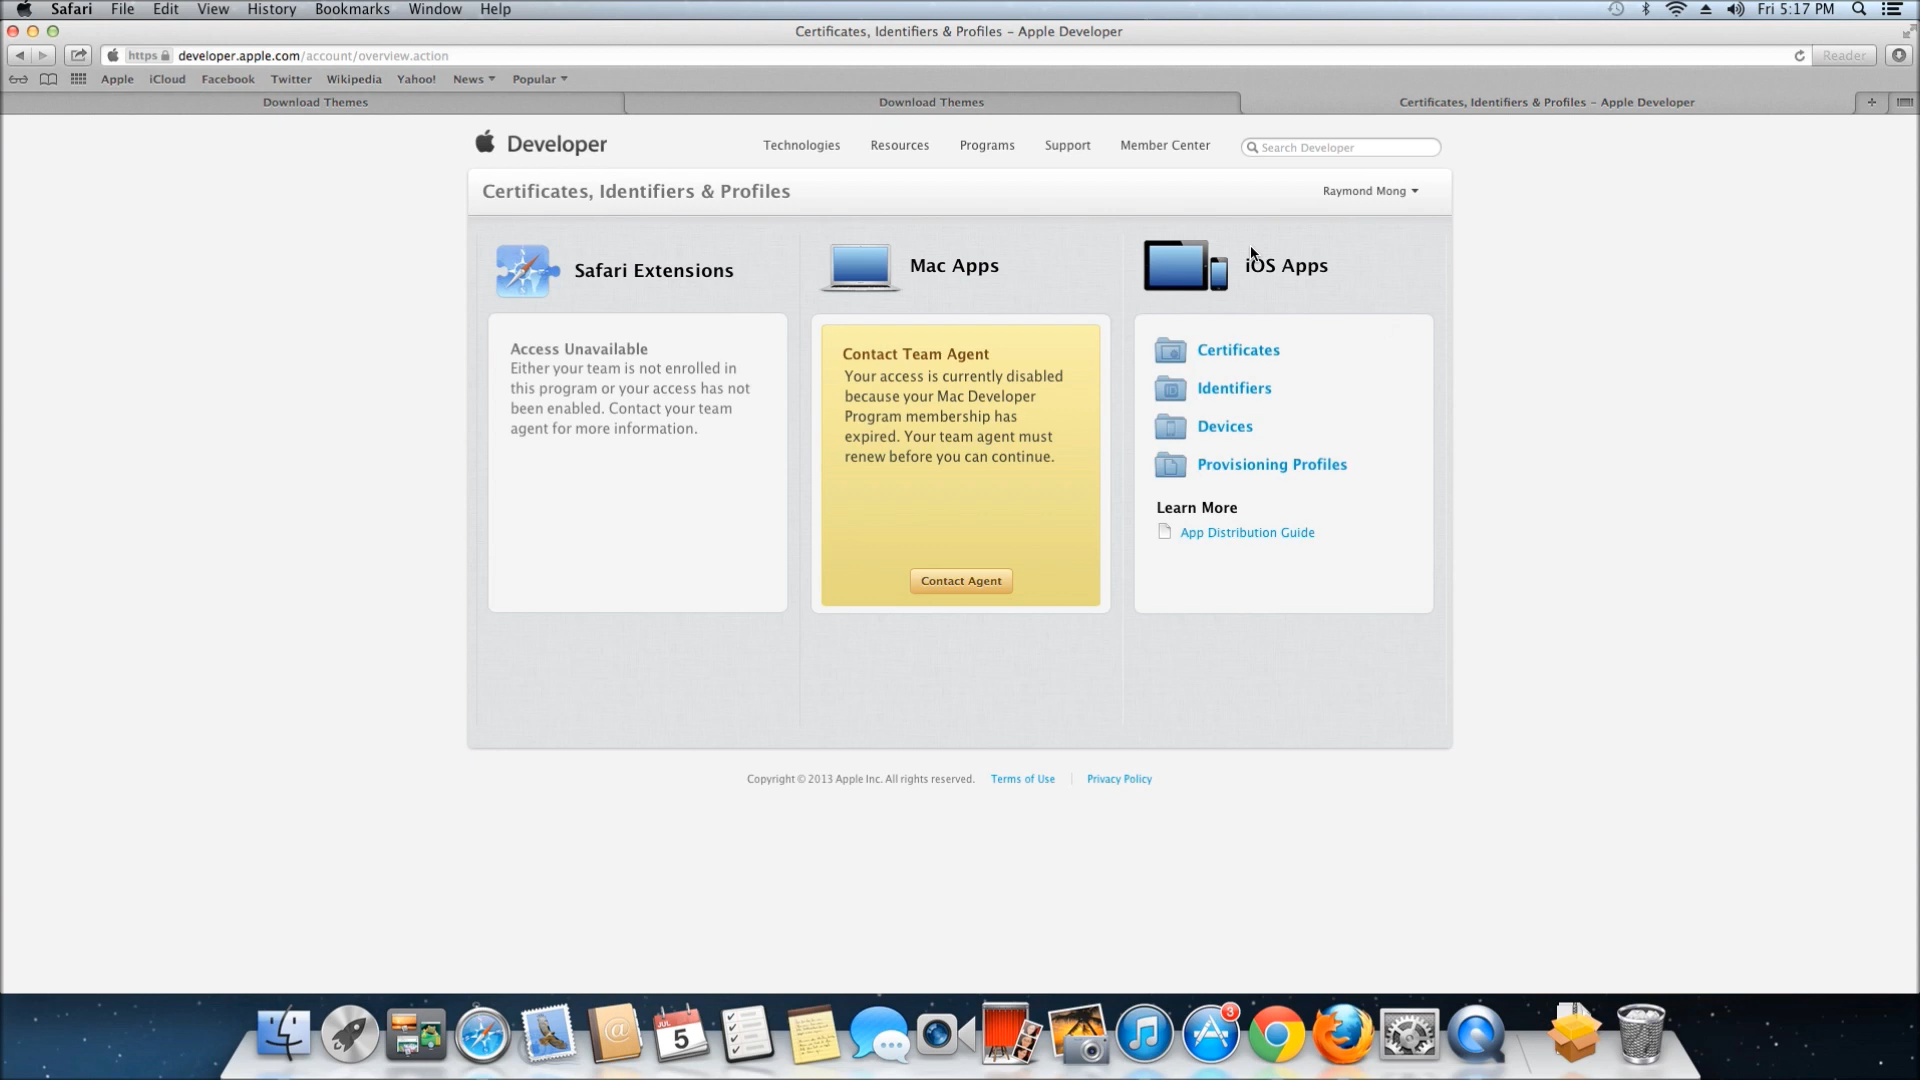 Safari File Edit View History Bookmarks Window Help Fri 5:17 PM
Certificates, Identifiers & Profiles – Apple Developer
https developer.apple.com/account/overview.action Reader
Apple iCloud Facebook Twitter Wikipedia Yahoo! News Popular
Download Themes Download Themes Certificates, Identifiers & Profiles – Apple Developer
Developer Technologies Resources Programs Support Member Center Search Developer
Certificates, Identifiers & Profiles Raymond Mong
Safari Extensions
Access Unavailable
Either your team is not enrolled in
this program or your access has not
been enabled. Contact your team
agent for more information.
Mac Apps
Contact Team Agent
Your access is currently disabled
because your Mac Developer
Program membership has
expired. Your team agent must
renew before you can continue.
Contact Agent
iOS Apps
Certificates
Identifiers
Devices
Provisioning Profiles
Learn More
App Distribution Guide
Copyright © 2013 Apple Inc. All rights reserved. Terms of Use Privacy Policy
JUL
5
3